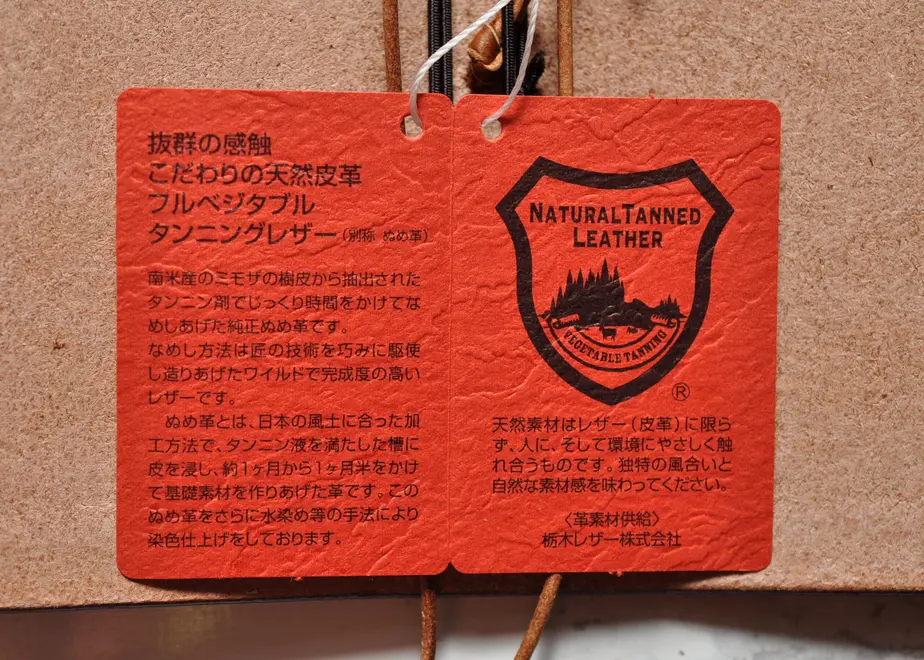 抜群の感触
こだわりの天然皮革
フルベジタブル
タンニングレザー(別称 ぬめ革)
南米産のミモザの樹皮から抽出された
タンニン剤でじっくり時間をかけてな
めしあげた純正ぬめ革です。
なめし方法は匠の技術を巧みに駆使
し造りあげたワイルドで完成度の高い
レザーです。
ぬめ革とは、日本の風土に合った加
工方法で、タンニン液を満たした槽に
皮を浸し、約1ヶ月から1ヶ月半をかけ
て基礎素材を作りあげた革です。この
ぬめ革をさらに水染め等の手法により
染色仕上げをしております。
NATURALTANNED
LEATHER
VEGETABLE TANNING
®
天然素材はレザー(皮革)に限ら
ず、人に、そして環境にやさしく触
れ合うものです。独特の風合いと
自然な素材感を味わってください。
〈革素材供給〉
栃木レザー株式会社